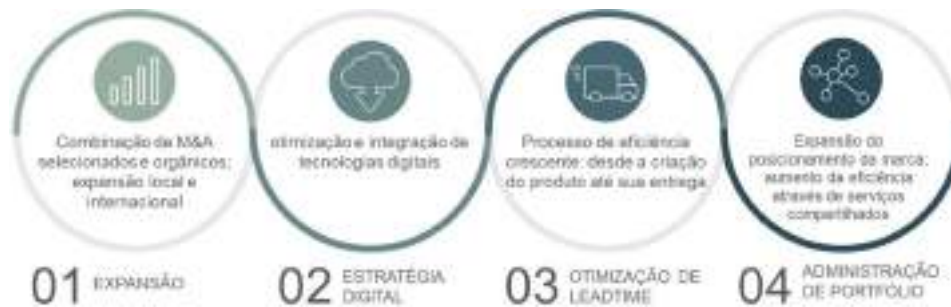 Combinação de M&A
selecionados e orgânicos;
expansão local e
internacional
otimização e integração de
tecnologias digitais
Processo de eficiência
crescente: desde a criação
do produto até sua entrega
Expansão do
posicionamento da marca;
aumento da eficiência
através de serviços
compartilhados
01 EXPANSÃO
02 ESTRATÉGIA
DIGITAL
03 OTIMIZAÇÃO DE
LEADTIME
04 ADMINISTRAÇÃO
DE PORTFÓLIO